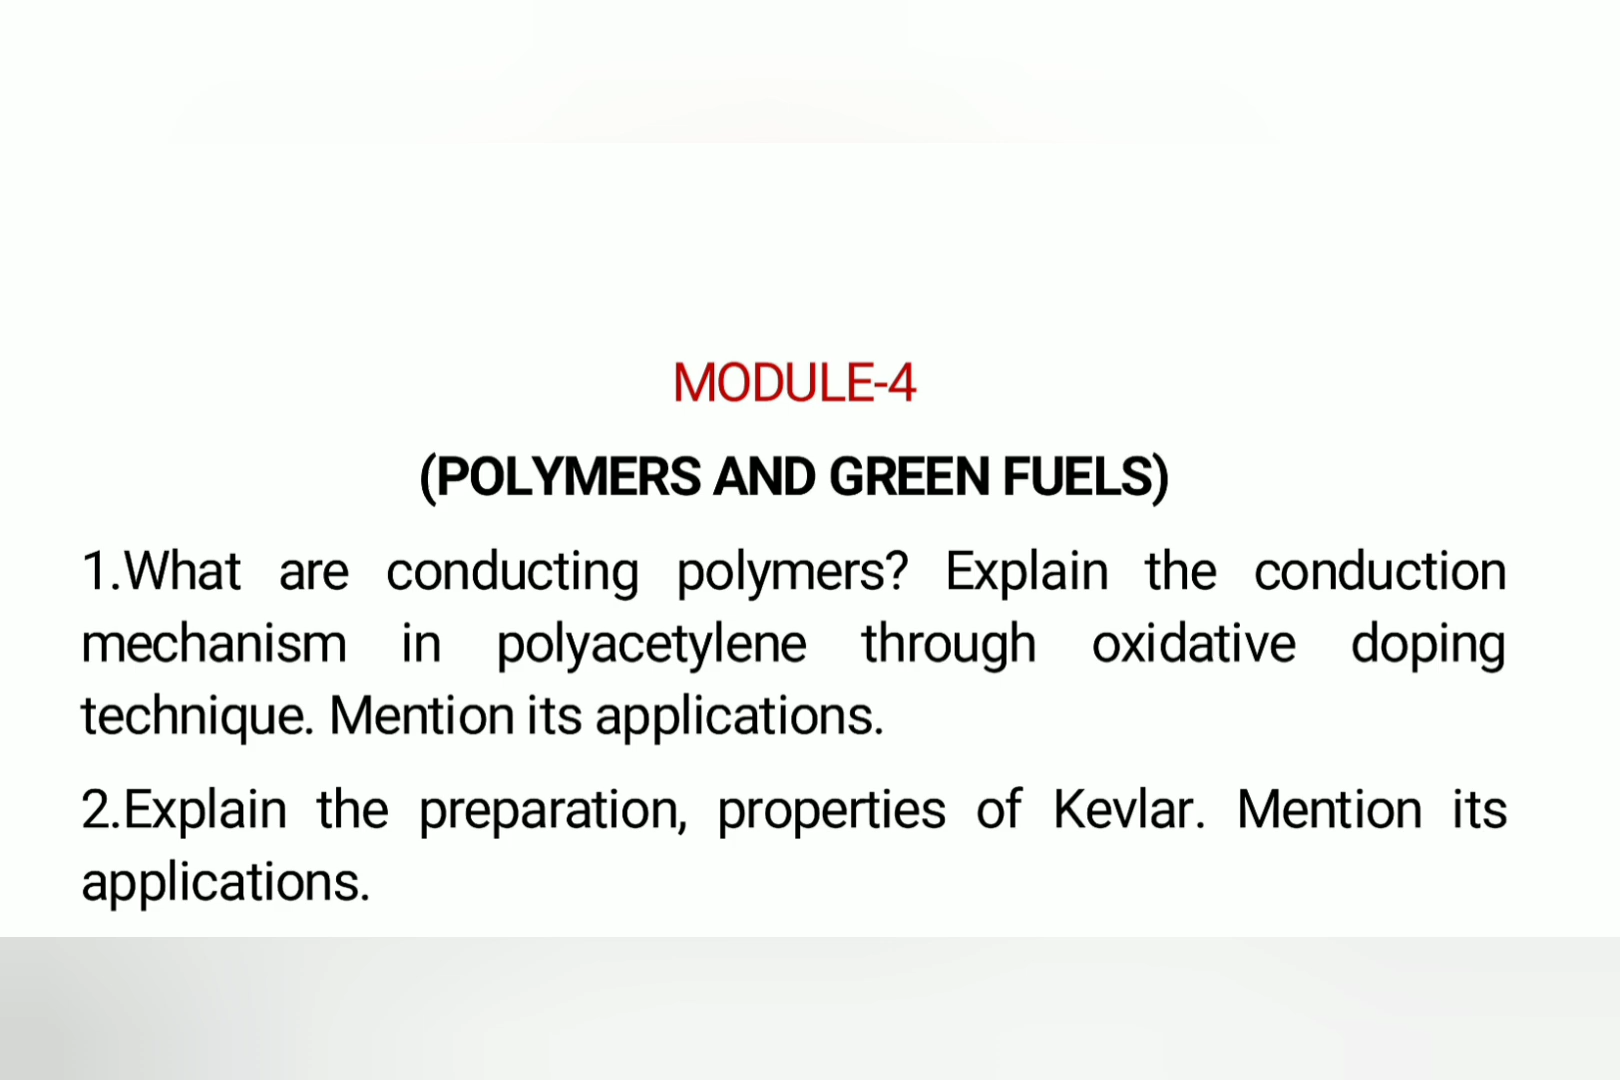 MODULE-4
(POLYMERS AND GREEN FUELS)
1.What are conducting polymers? Explain the conduction
mechanism in polyacetylene through oxidative doping
technique. Mention its applications.
2.Explain the preparation, properties of Kevlar. Mention its
applications.